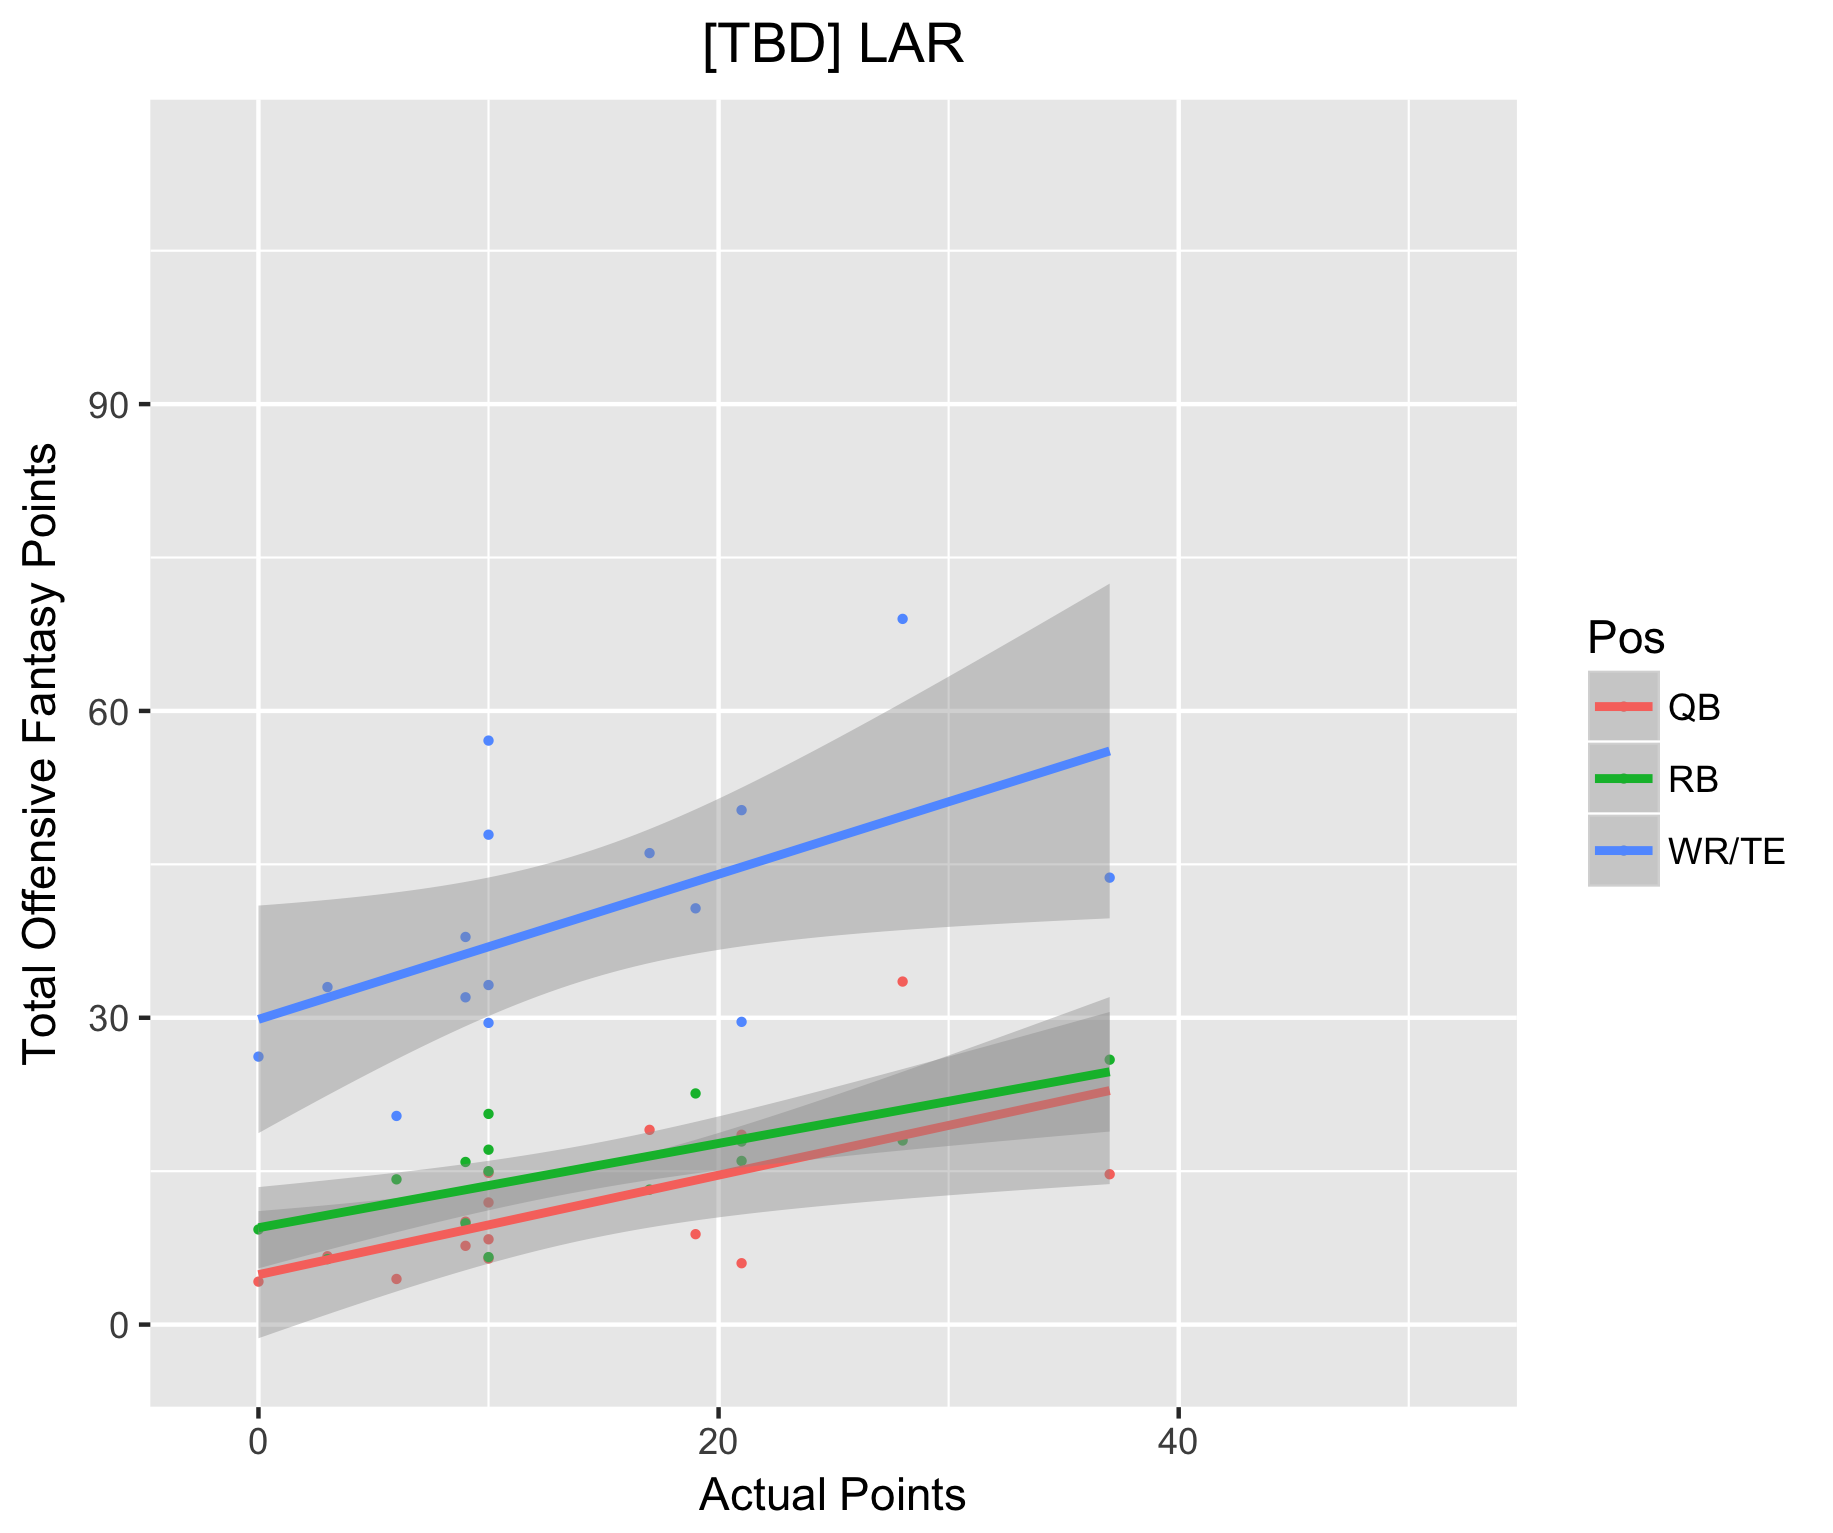 [TBD] LAR
Total Offensive Fantasy Points
90
60
30
0
0 20 40
Actual Points
Pos
QB
RB
WR/TE